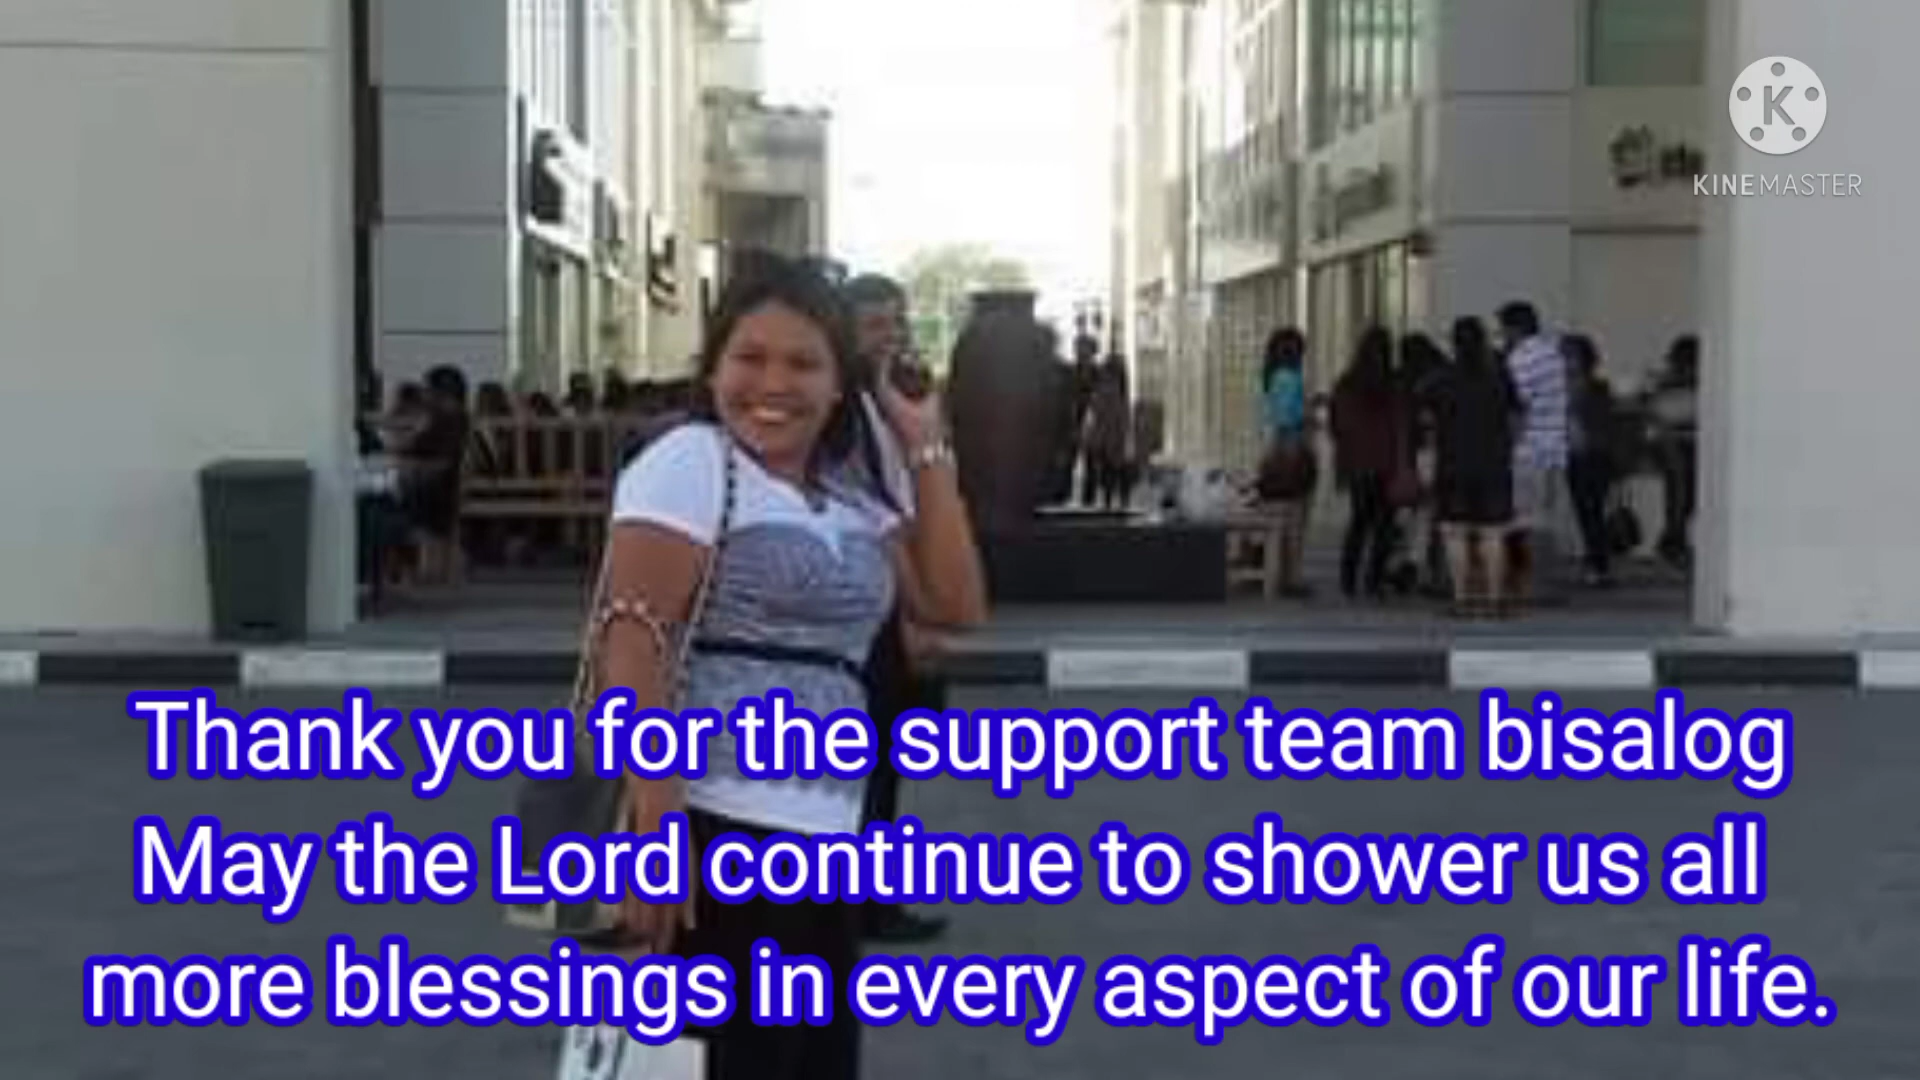 K
KINEMASTER
Thank you for the support team bisalog
May the Lord continue to shower us all
more blessings in every aspect of our life.